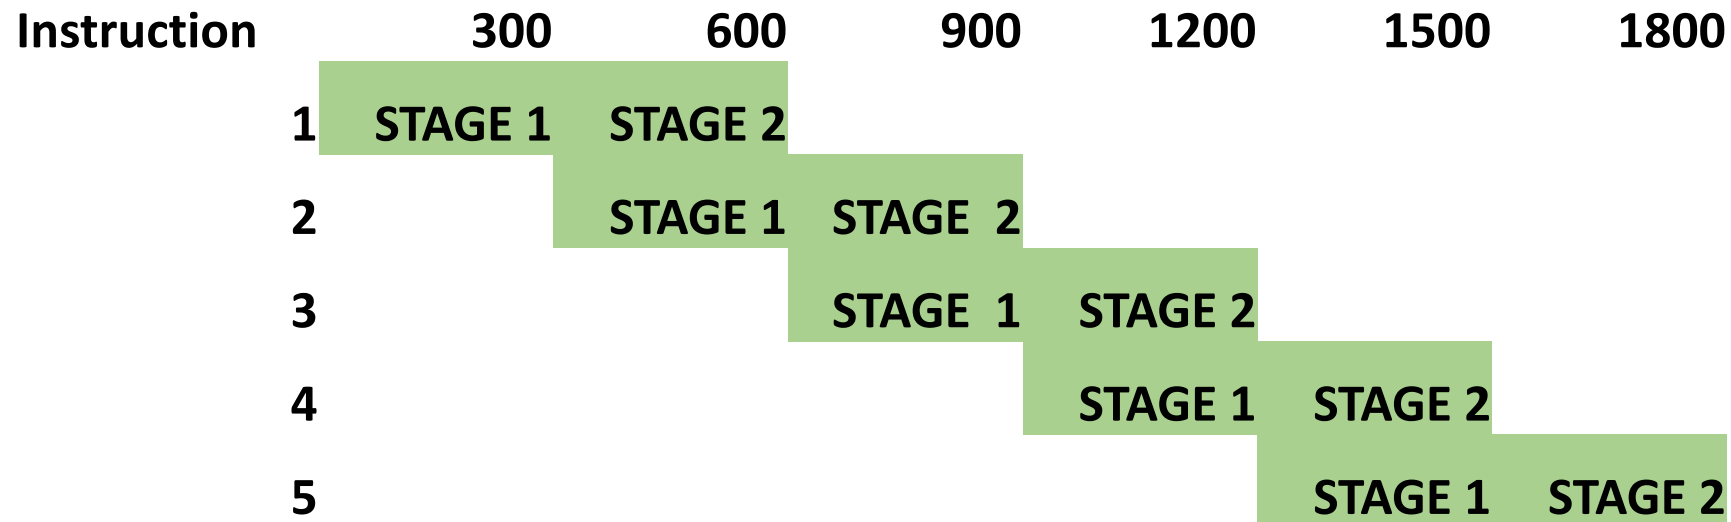 Instruction 300 600 900 1200 1500 1800
1 STAGE 1 STAGE 2
2 STAGE 1 STAGE  2
3 STAGE  1 STAGE 2
4 STAGE 1 STAGE 2
5 STAGE 1 STAGE 2